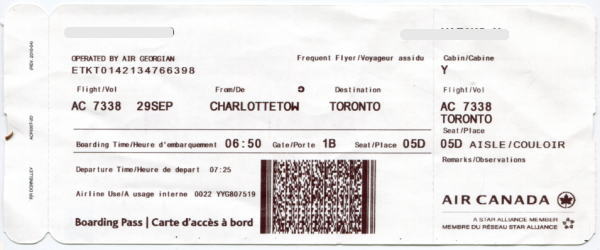 OPERATED BY AIR GEORGIAN
ETKT0142134766398
Frequent Flyer/Voyageur assidu
Cabin/Cabine
Y
Flight/Vol
From/De
Destination
Flight/Vol
AC 7338 29SEP CHARLOTTETOW TORONTO
AC 7338
TORONTO
Seat/Place
Boarding Time/Heure d'embarquement 06:50 Gate/Porte 1B Seat/Place 05D
05D AISLE/COULOIR
Remarks/Observations
Departure Time/Heure de depart 07:25
Airline Use/A usage interne 0022 YYG807519
AIR CANADA
Boarding Pass | Carte d'accès à bord
A STAR ALLIANCE MEMBER
MEMBRE DU RÉSEAU STAR ALLIANCE
RR DONNELLEY